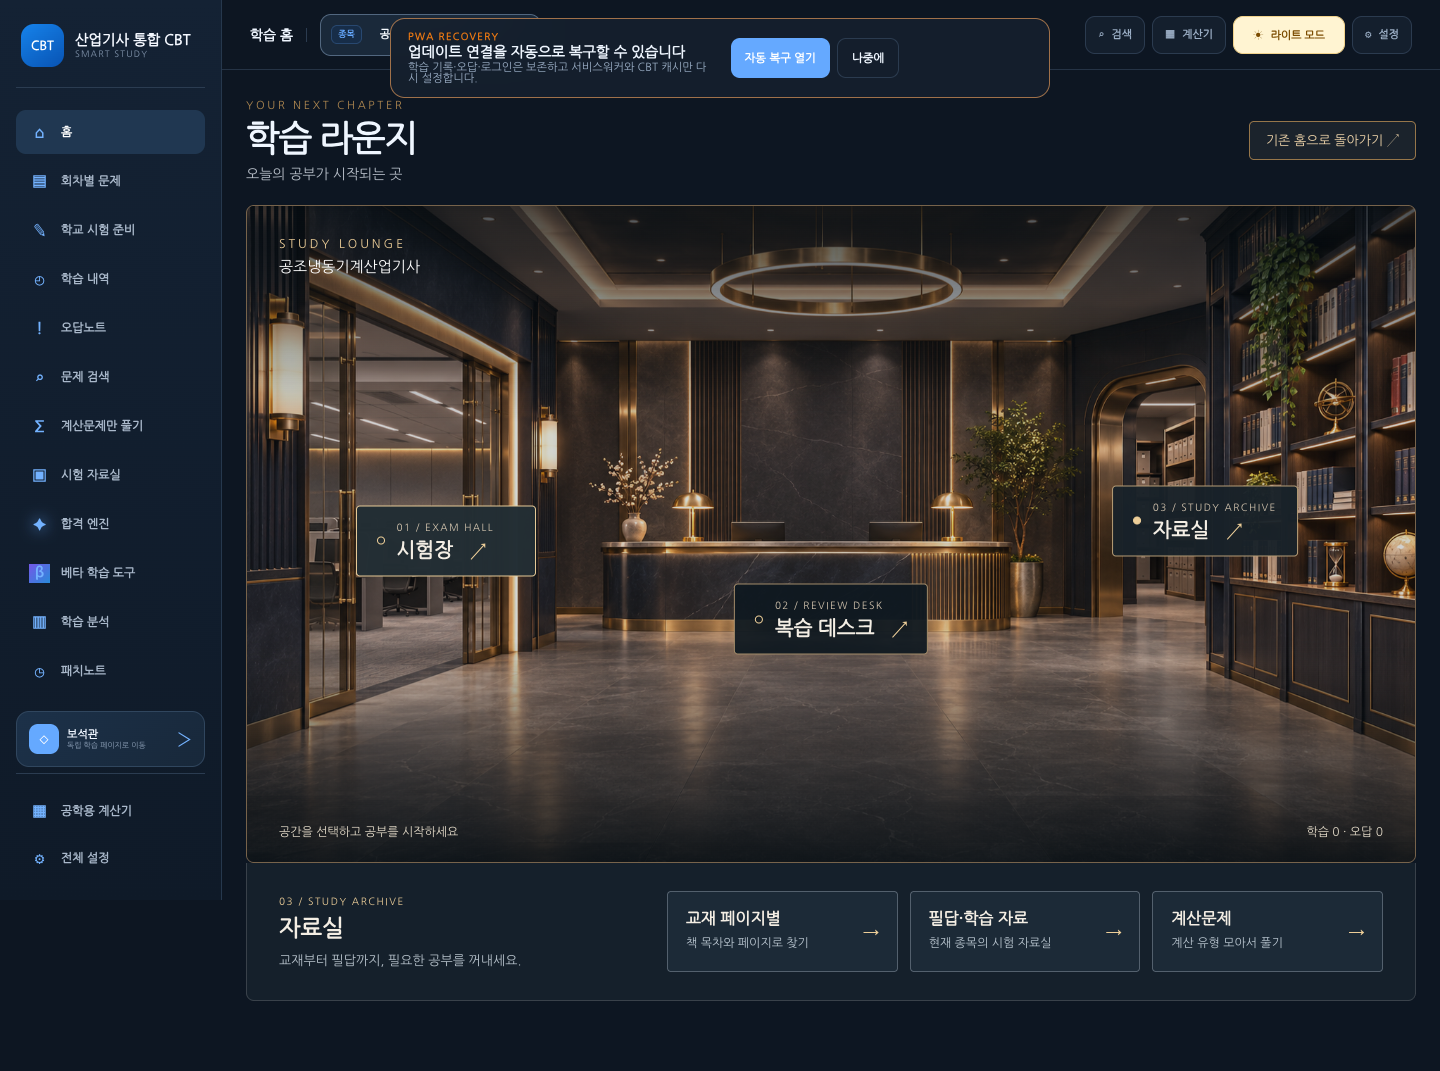 CBT
산업기사 통합 CBT
SMART STUDY
홈
회차별 문제
학교 시험 준비
학습 내역
오답노트
문제 검색
계산문제만 풀기
시험 자료실
합격 엔진
β 베타 학습 도구
학습 분석
패치노트
보석관
독립 학습 페이지로 이동
공학용 계산기
전체 설정
학습 홈
종목
공
PWA RECOVERY
업데이트 연결을 자동으로 복구할 수 있습니다
학습 기록·오답·로그인은 보존하고 서비스워커와 CBT 캐시만 다
시 설정합니다.
자동 복구 열기
나중에
검색
계산기
라이트 모드
설정
YOUR NEXT CHAPTER
학습 라운지
오늘의 공부가 시작되는 곳
기존 홈으로 돌아가기 ↗
STUDY LOUNGE
공조냉동기계산업기사
01 / EXAM HALL
시험장 ↗
02 / REVIEW DESK
복습 데스크 ↗
03 / STUDY ARCHIVE
자료실 ↗
공간을 선택하고 공부를 시작하세요
학습 0 · 오답 0
03 / STUDY ARCHIVE
자료실
교재부터 필답까지, 필요한 공부를 꺼내세요.
교재 페이지별
책 목차와 페이지로 찾기
→
필답·학습 자료
현재 종목의 시험 자료실
→
계산문제
계산 유형 모아서 풀기
→